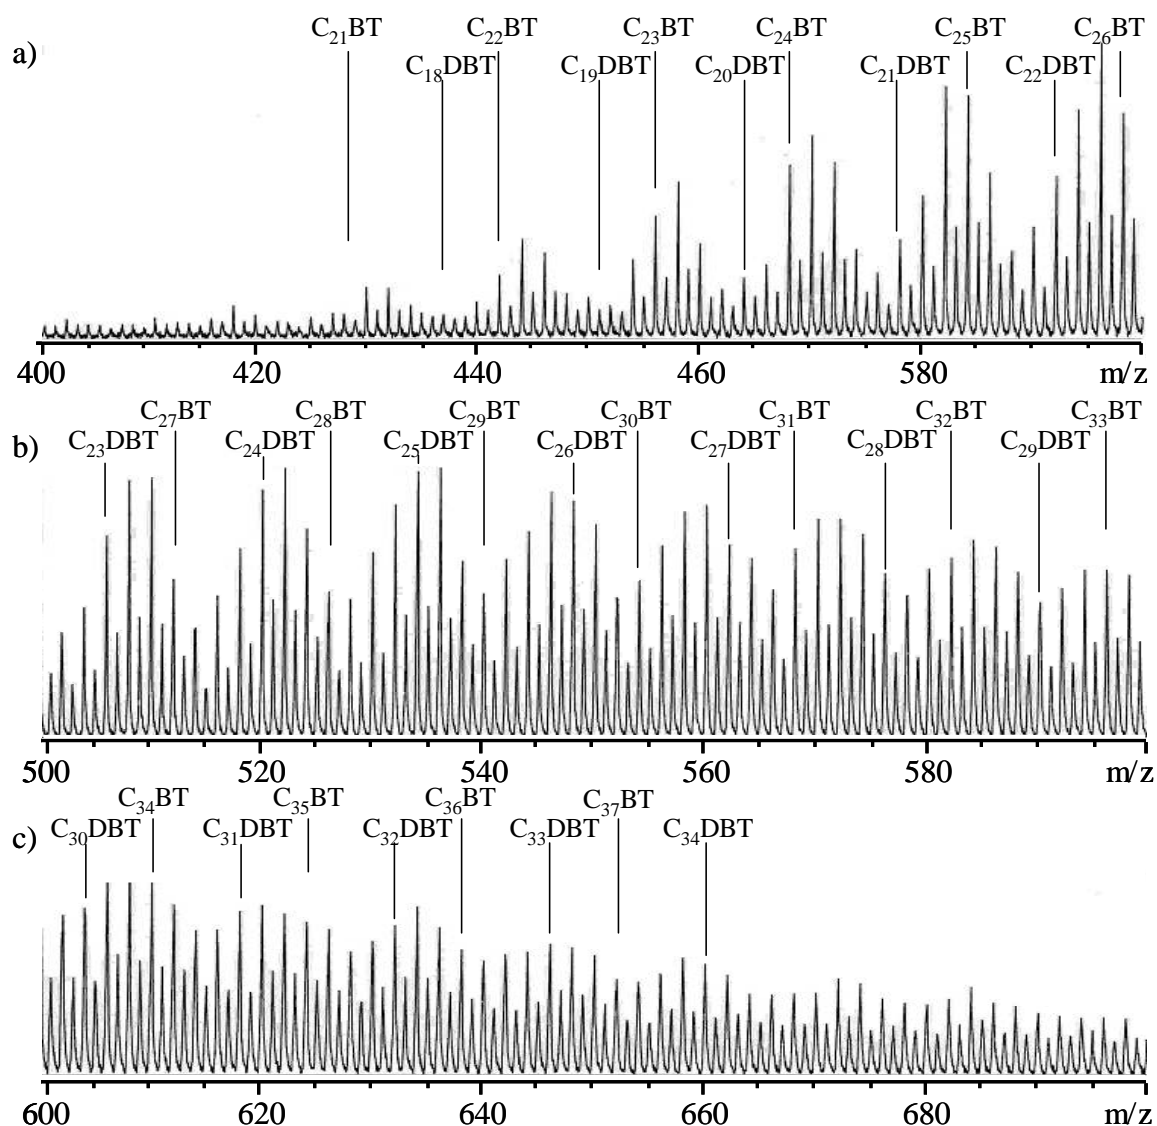 C₂₁BT C₂₂BT C₂₃BT C₂₄BT C₂₅BT C₂₆BT
a)
C₁₈DBT C₁₉DBT C₂₀DBT C₂₁DBT C₂₂DBT
400 420 440 460 580 m/z
C₂₇BT C₂₈BT C₂₉BT C₃₀BT C₃₁BT C₃₂BT C₃₃BT
b)
C₂₃DBT C₂₄DBT C₂₅DBT C₂₆DBT C₂₇DBT C₂₈DBT C₂₉DBT
500 520 540 560 580 m/z
C₃₄BT C₃₅BT C₃₆BT C₃₇BT
c)
C₃₀DBT C₃₁DBT C₃₂DBT C₃₃DBT C₃₄DBT
600 620 640 660 680 m/z